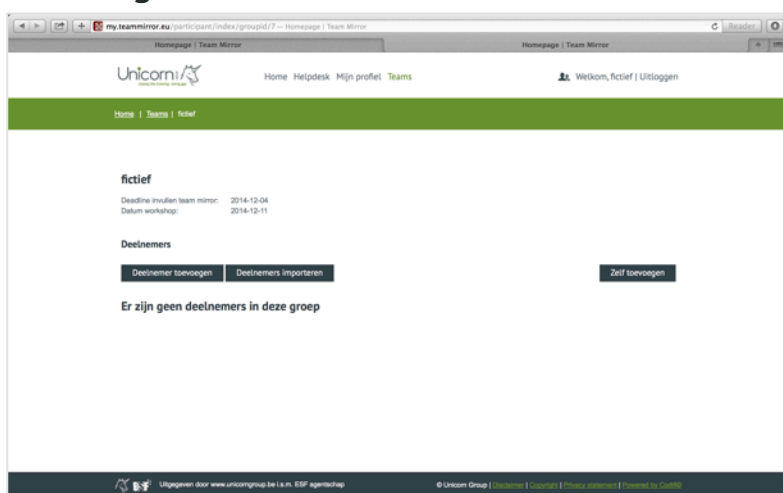 my.teammirror.eu/participant/index/groupid/7 — Homepage | Team Mirror
Reader
Homepage | Team Mirror
Homepage | Team Mirror
Unicorn
Home Helpdesk Mijn profiel Teams
Welkom, fictief | Uitloggen
Home | Teams | fictief
fictief
Deadline invullen team mirror: 2014-12-04
Datum workshop: 2014-12-11
Deelnemers
Deelnemer toevoegen
Deelnemers importeren
Zelf toevoegen
Er zijn geen deelnemers in deze groep
Uitgegeven door www.unicorngroup.be i.s.m. ESF agentschap
© Unicorn Group | Disclaimer | Copyright | Privacy statement | Powered by